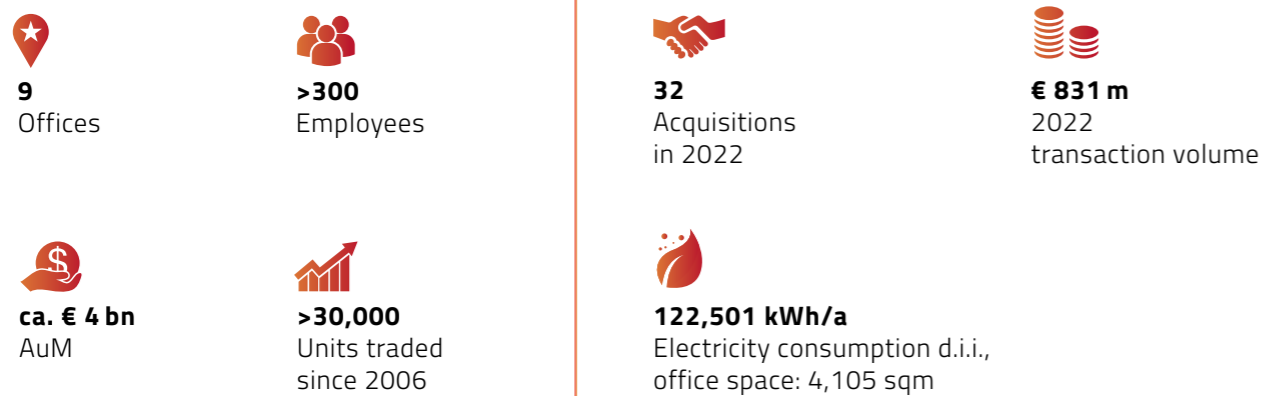 9
Offices
>300
Employees
32
Acquisitions
in 2022
€ 831 m
2022
transaction volume
$
ca. € 4 bn
AuM
>30,000
Units traded
since 2006
122,501 kWh/a
Electricity consumption d.i.i.,
office space: 4,105 sqm